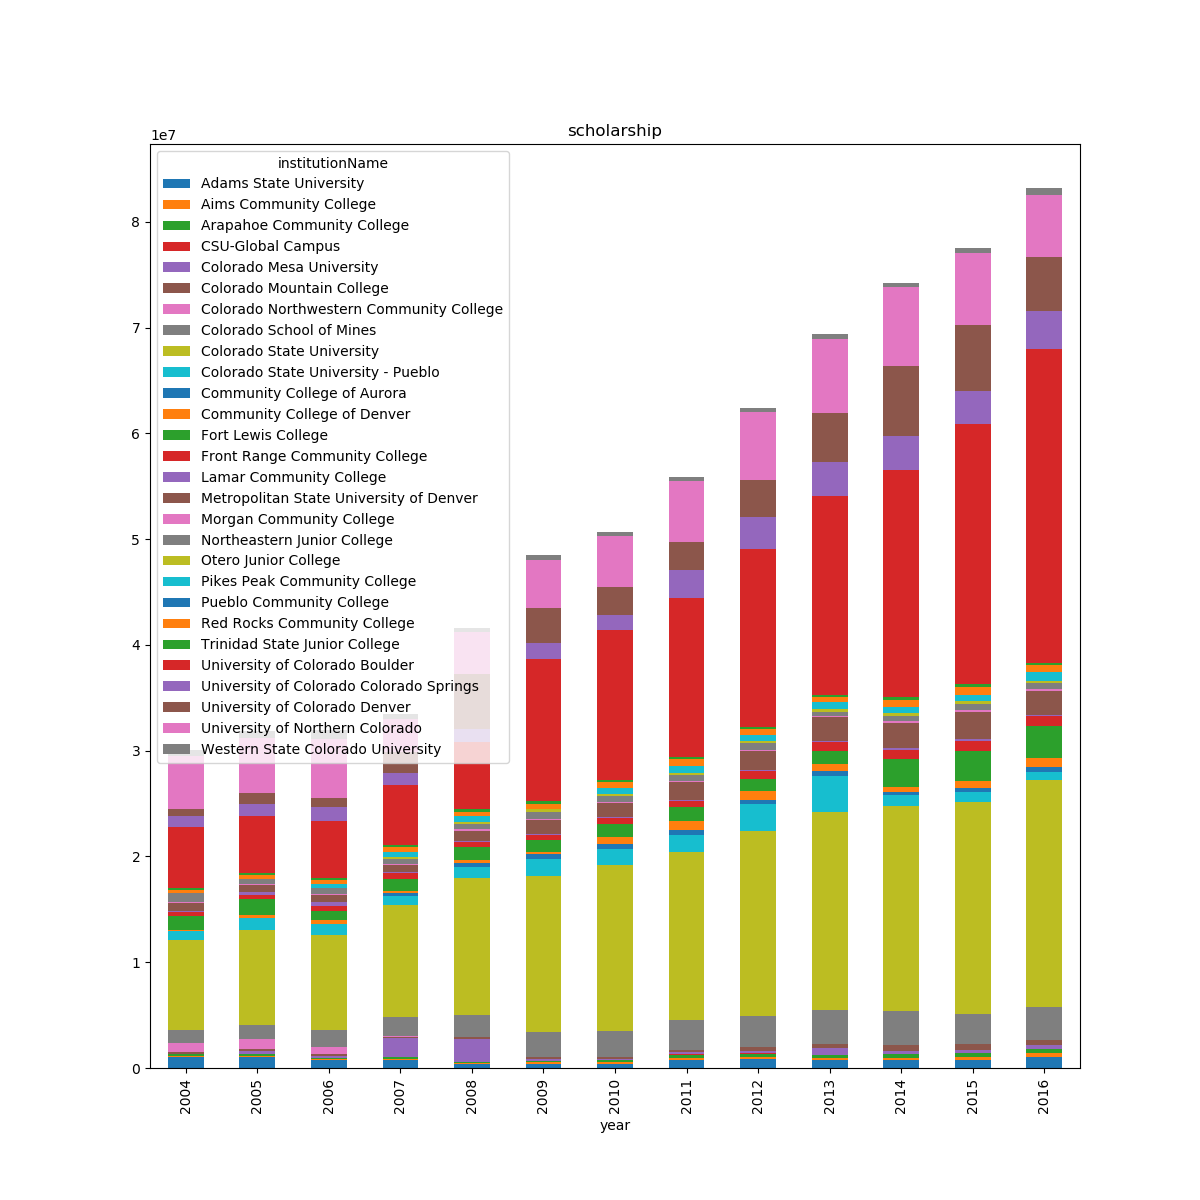 scholarship
1e7
institutionName
Adams State University
Aims Community College
Arapahoe Community College
CSU-Global Campus
Colorado Mesa University
Colorado Mountain College
Colorado Northwestern Community College
Colorado School of Mines
Colorado State University
Colorado State University - Pueblo
Community College of Aurora
Community College of Denver
Fort Lewis College
Front Range Community College
Lamar Community College
Metropolitan State University of Denver
Morgan Community College
Northeastern Junior College
Otero Junior College
Pikes Peak Community College
Pueblo Community College
Red Rocks Community College
Trinidad State Junior College
University of Colorado Boulder
University of Colorado Colorado Springs
University of Colorado Denver
University of Northern Colorado
Western State Colorado University
8
7
6
5
4
3
2
1
0
2004
2005
2006
2007
2008
2009
2010
2011
2012
2013
2014
2015
2016
year